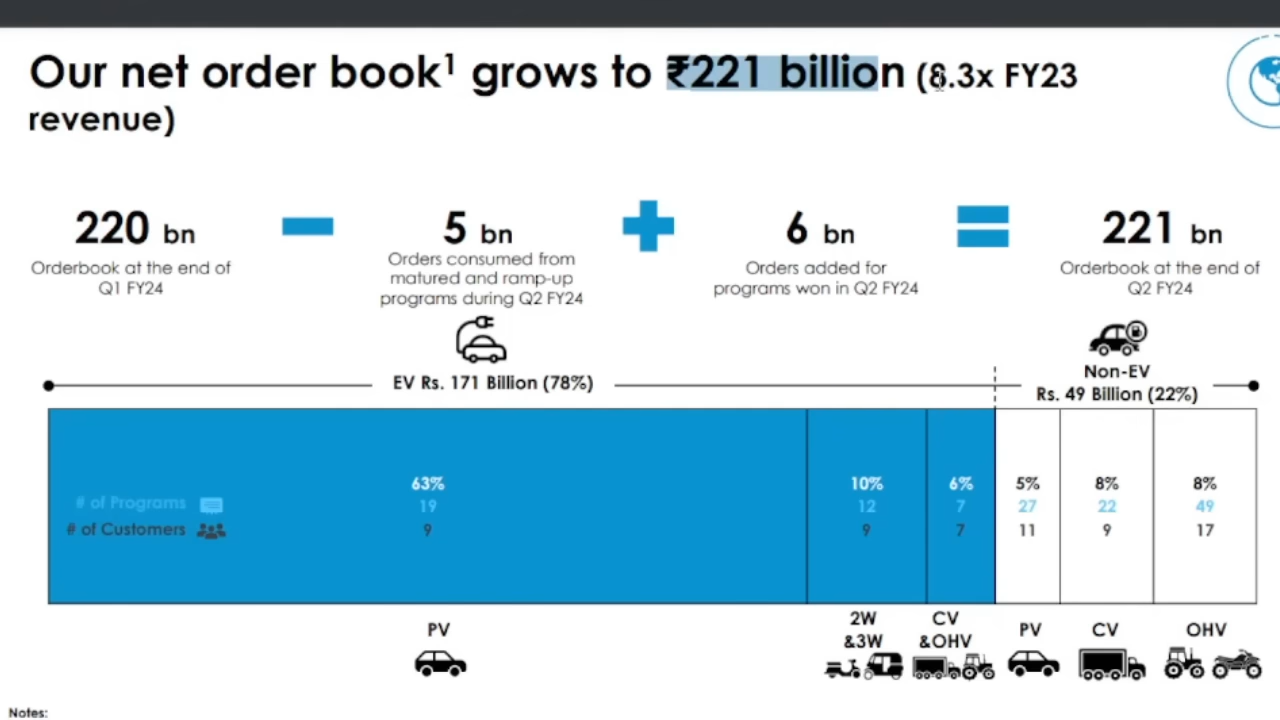 Our net order book¹ grows to ₹221 billion (8.3x FY23
revenue)
220 bn
Orderbook at the end of
Q1 FY24
5 bn
Orders consumed from
matured and ramp-up
programs during Q2 FY24
6 bn
Orders added for
programs won in Q2 FY24
221 bn
Orderbook at the end of
Q2 FY24
EV Rs. 171 Billion (78%)
Non-EV
Rs. 49 Billion (22%)
63% 10% 6% 5% 8% 8%
# of Programs 19 12 7 27 22 49
# of Customers 9 9 7 11 9 17
PV
2W
&3W
CV
&OHV
PV
CV
OHV
Notes: